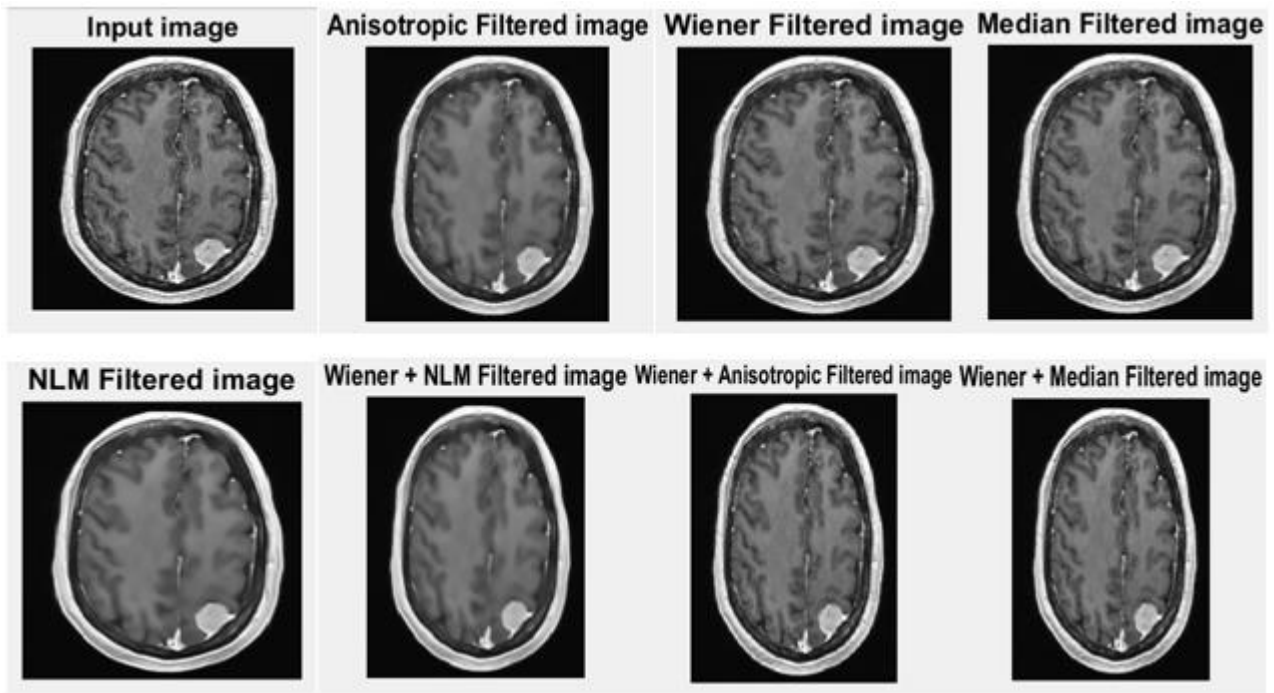 Input image
Anisotropic Filtered image
Wiener Filtered image
Median Filtered image
NLM Filtered image
Wiener + NLM Filtered image
Wiener + Anisotropic Filtered image
Wiener + Median Filtered image